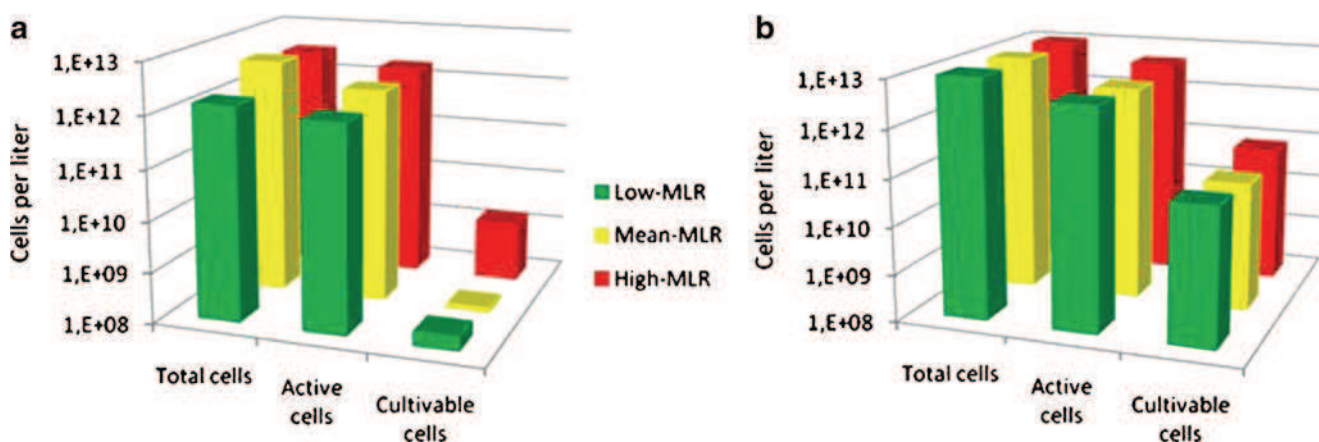 a
1,E+13
1,E+12
1,E+11
1,E+10
1,E+09
1,E+08
Cells per liter
Total cells
Active
cells
Cultivable
cells
Low-MLR
Mean-MLR
High-MLR
b
1,E+13
1,E+12
1,E+11
1,E+10
1,E+09
1,E+08
Cells per liter
Total cells
Active
cells
Cultivable
cells